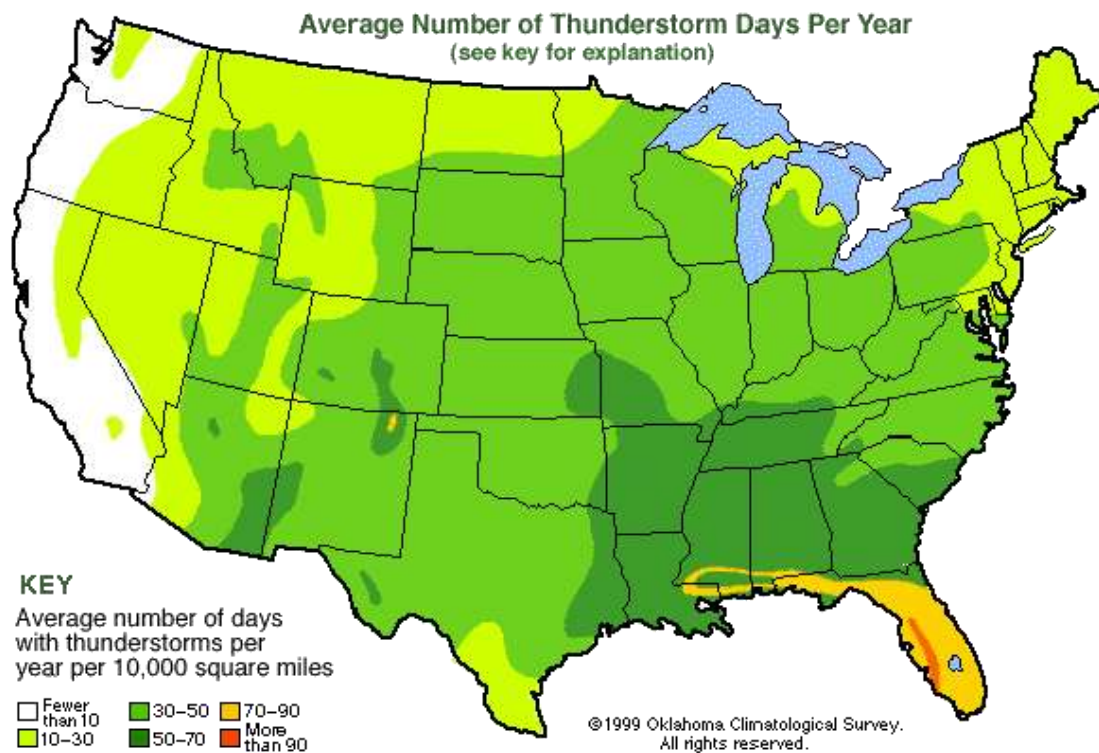 Average Number of Thunderstorm Days Per Year
(see key for explanation)
KEY
Average number of days
with thunderstorms per
year per 10,000 square miles
Fewer than 10
30-50
70-90
10-30
50-70
More than 90
©1999 Oklahoma Climatological Survey.
All rights reserved.